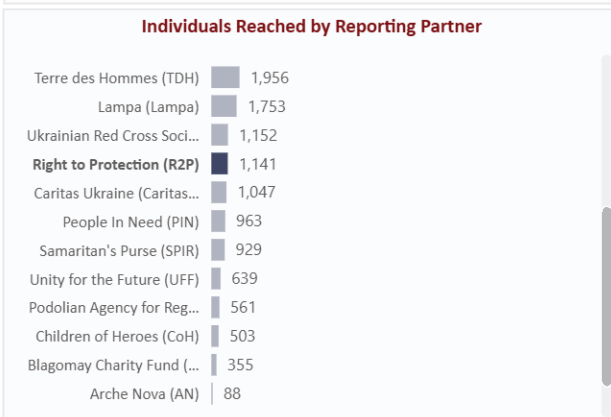 Individuals Reached by Reporting Partner
Terre des Hommes (TDH) 1,956
Lampa (Lampa) 1,753
Ukrainian Red Cross Soci... 1,152
Right to Protection (R2P) 1,141
Caritas Ukraine (Caritas... 1,047
People In Need (PIN) 963
Samaritan's Purse (SPIR) 929
Unity for the Future (UFF) 639
Podolian Agency for Reg... 561
Children of Heroes (CoH) 503
Blagomay Charity Fund (... 355
Arche Nova (AN) 88